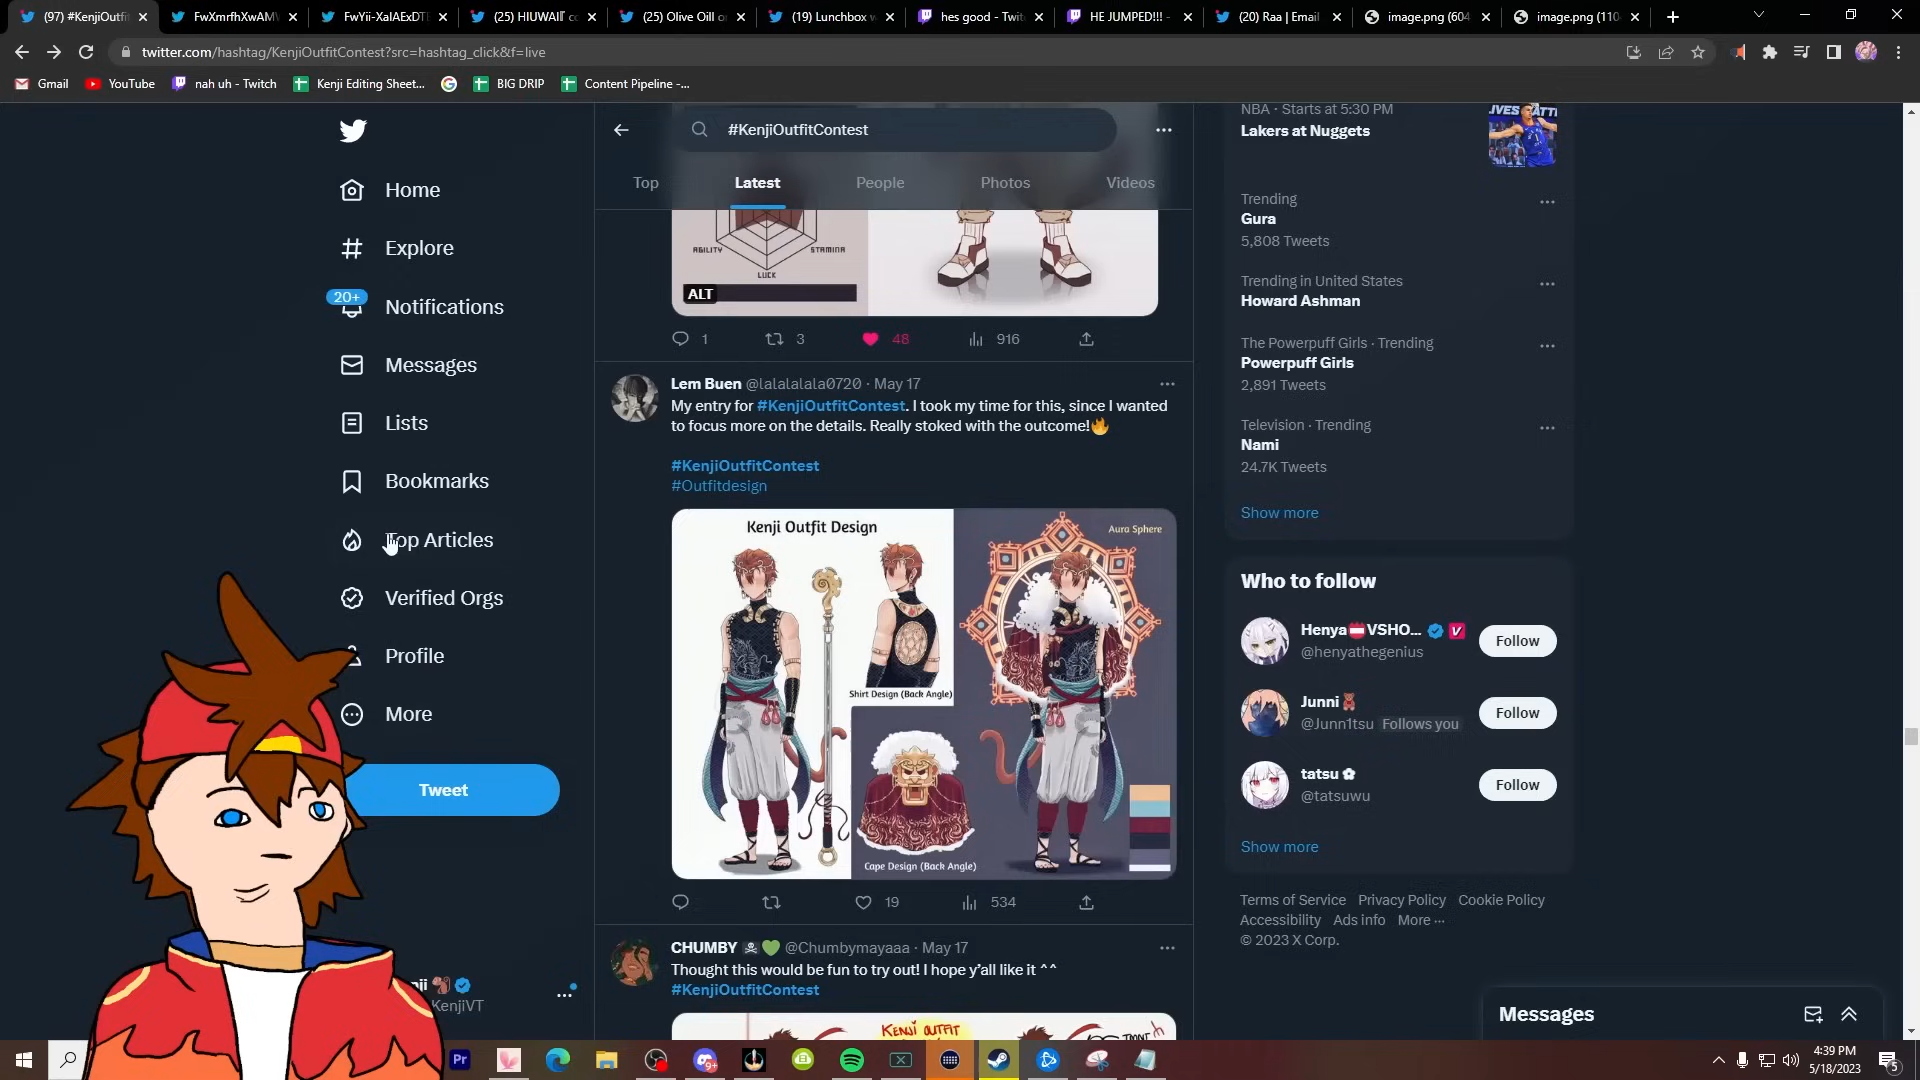 (97) #KenjiOutfi
FwXmrfhXwAM
FwYii-XaIAExDT
(25) HIUWAII
(25) Olive Oill o
(19) Lunchbox w
hes good - Twit
HE JUMPED!!! -
(20) Raa | Email
image.png (604
image.png (110
twitter.com/hashtag/KenjiOutfitContest?src=hashtag_click&f=live
Gmail
YouTube
nah uh - Twitch
Kenji Editing Sheet...
BIG DRIP
Content Pipeline -...
Home
Explore
20+
Notifications
Messages
Lists
Bookmarks
Top Articles
Verified Orgs
Profile
More
Tweet
KenjiVT
#KenjiOutfitContest
Top
Latest
People
Photos
Videos
AGILITY
STAMINA
LUCK
ALT
1
3
48
916
Lem Buen @lalalalala0720 · May 17
My entry for #KenjiOutfitContest. I took my time for this, since I wanted
to focus more on the details. Really stoked with the outcome!🔥
#KenjiOutfitContest
#Outfitdesign
Kenji Outfit Design
Aura Sphere
Shirt Design (Back Angle)
Cape Design (Back Angle)
19
534
CHUMBY ☠️💚 @Chumbymayaaa · May 17
Thought this would be fun to try out! I hope y'all like it ^^
#KenjiOutfitContest
KENJI OUTFIT
NBA · Starts at 5:30 PM
Lakers at Nuggets
Trending
Gura
5,808 Tweets
Trending in United States
Howard Ashman
The Powerpuff Girls · Trending
Powerpuff Girls
2,891 Tweets
Television · Trending
Nami
24.7K Tweets
Show more
Who to follow
Henya🇦🇹VSHO...
@henyathegenius
Follow
Junni🧸
@Junn1tsu Follows you
Follow
tatsu ✿
@tatsuwu
Follow
Show more
Terms of Service Privacy Policy Cookie Policy
Accessibility Ads info More ...
© 2023 X Corp.
Messages
4:39 PM
5/18/2023
5